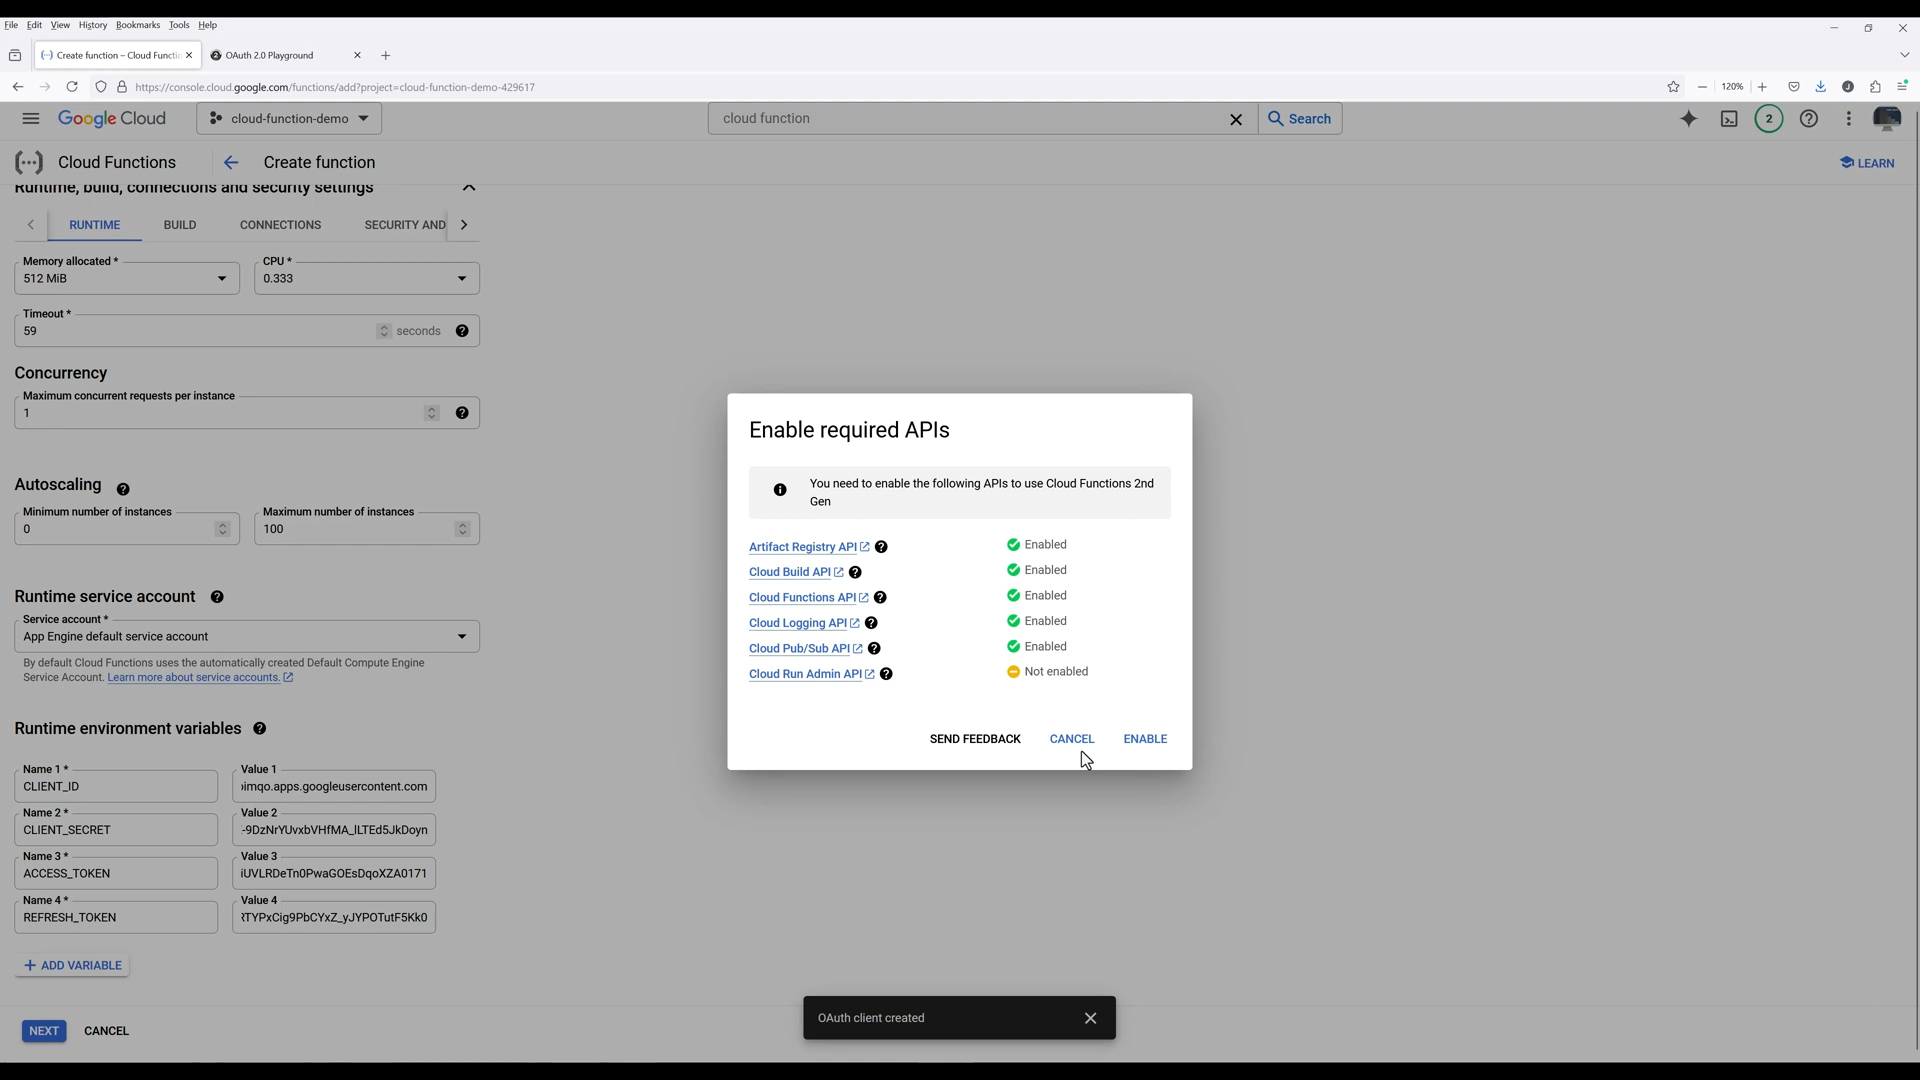 File Edit View History Bookmarks Tools Help
Create function – Cloud Functio
OAuth 2.0 Playground
https://console.cloud.google.com/functions/add?project=cloud-function-demo-429617
120%
Google Cloud
cloud-function-demo
cloud function
Search
2
Cloud Functions
Create function
LEARN
Runtime, build, connections and security settings
RUNTIME
BUILD
CONNECTIONS
SECURITY AND
Memory allocated *
512 MiB
CPU *
0.333
Timeout *
59
seconds
Concurrency
Maximum concurrent requests per instance
1
Autoscaling
Minimum number of instances
0
Maximum number of instances
100
Runtime service account
Service account *
App Engine default service account
By default Cloud Functions uses the automatically created Default Compute Engine
Service Account. Learn more about service accounts.
Runtime environment variables
Name 1 *
CLIENT_ID
Value 1
imqo.apps.googleusercontent.com
Name 2 *
CLIENT_SECRET
Value 2
-9DzNrYUvxbVHfMA_lLTEd5JkDoyn
Name 3 *
ACCESS_TOKEN
Value 3
iUVLRDeTn0PwaGOEsDqoXZA0171
Name 4 *
REFRESH_TOKEN
Value 4
TYPxCig9PbCYxZ_yJYPOTutF5Kk0
ADD VARIABLE
NEXT
CANCEL
Enable required APIs
You need to enable the following APIs to use Cloud Functions 2nd
Gen
Artifact Registry API
Enabled
Cloud Build API
Enabled
Cloud Functions API
Enabled
Cloud Logging API
Enabled
Cloud Pub/Sub API
Enabled
Cloud Run Admin API
Not enabled
SEND FEEDBACK
CANCEL
ENABLE
OAuth client created